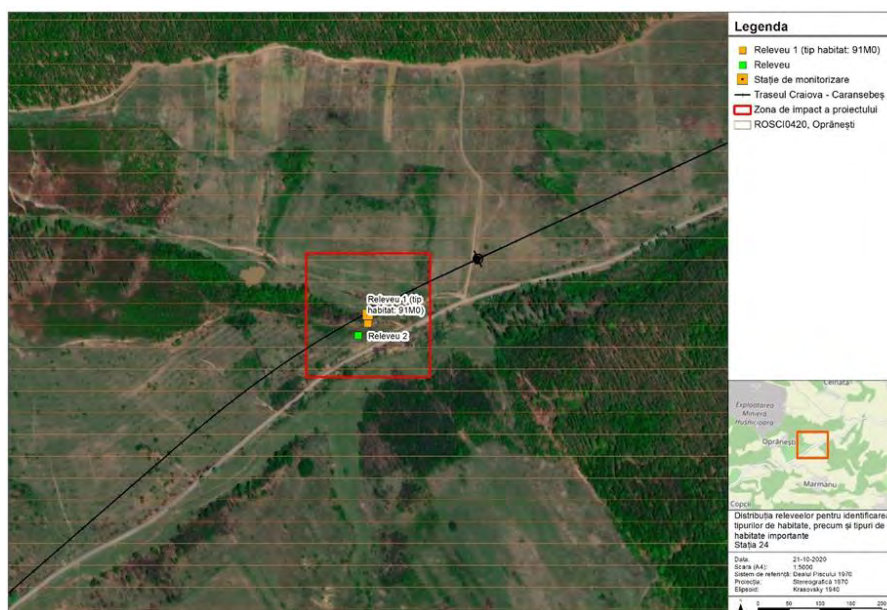 Legenda
Releveu 1 (tip habitat: 91M0)
Releveu
Stație de monitorizare
Traseul Craiova - Caransebeș
Zona de impact a proiectului
ROSCI0420, Oprănești
Releveu 1 (tip
habitat: 91M0)
Releveu 2
Exploatarea
Minieră
Husnicioara
Oprănești
Marmanu
Distribuția releveelor pentru identificarea
tipurilor de habitate, precum și tipuri de
habitate importante
Stația 24
Data: 21-10-2020
Scara (A4): 1:5000
Sistem de referință: Dealul Piscului 1970
Proiecția: Stereografică 1970
Elipsoid: Krasovsky 1940
0 50 100 150